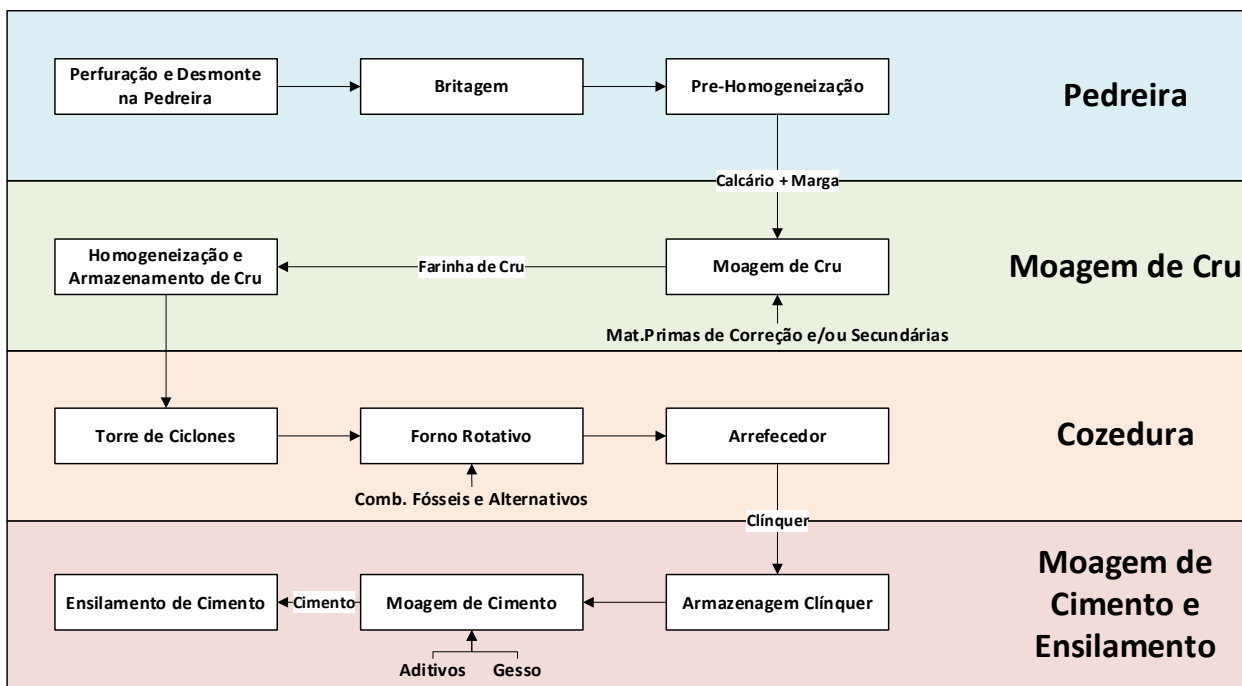 Perfuração e Desmonte
na Pedreira
Britagem
Pre-Homogeneização
Pedreira
Calcário + Marga
Homogeneização e
Armazenamento de Cru
Farinha de Cru
Moagem de Cru
Moagem de Cru
Mat.Primas de Correção e/ou Secundárias
Torre de Ciclones
Forno Rotativo
Arrefecedor
Cozedura
Comb. Fósseis e Alternativos
Clínquer
Ensilamento de Cimento
Cimento
Moagem de Cimento
Armazenagem Clínquer
Moagem de
Cimento e
Ensilamento
Aditivos
Gesso